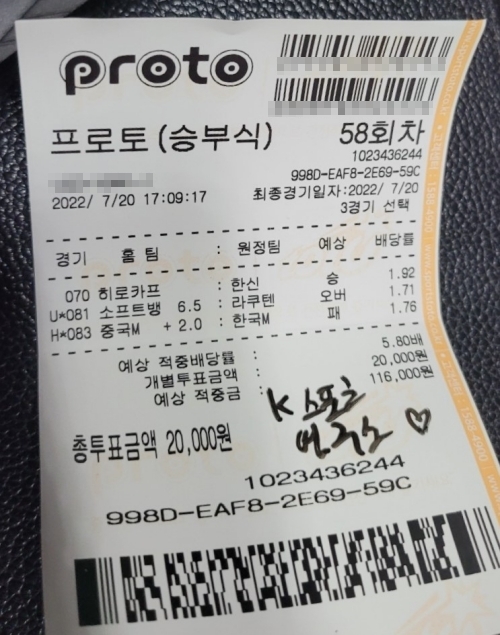 proto
프로토 (승부식) 58회차
1023436244
998D-EAF8-2E69-59C
2022/ 7/20 17:09:17 최종경기일자:2022/ 7/20
3경기 선택
경기 홈 팀 : 원정팀 예상 배당률
070 히로카프 : 한신 승 1.92
U*081 소프트뱅 6.5 : 라쿠텐 오버 1.71
H*083 중국M + 2.0 : 한국M 패 1.76
예상 적중배당률 : 5.80배
개별투표금액 : 20,000원
예상 적중금 : 116,000원
K 스포츠
총투표금액 20,000원
1023436244
998D-EAF8-2E69-59C